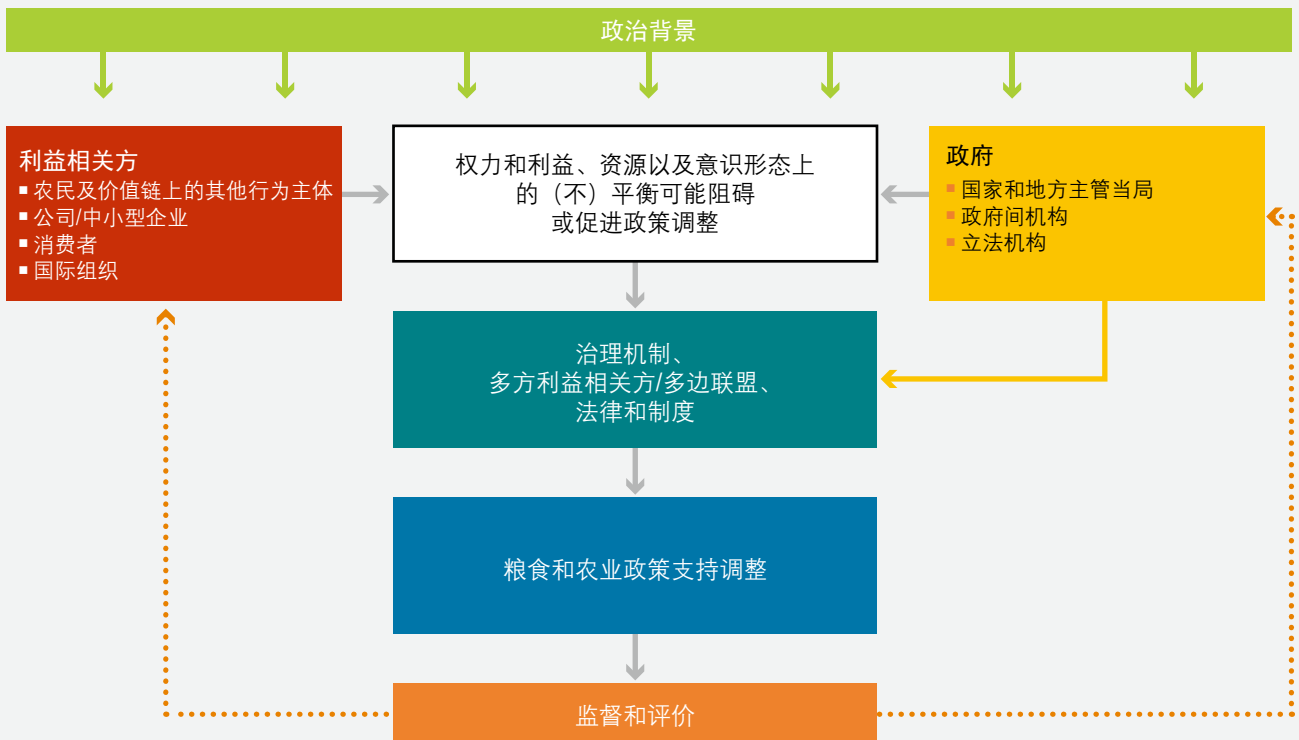 政治背景
利益相关方
■ 农民及价值链上的其他行为主体
■ 公司/中小型企业
■ 消费者
■ 国际组织
权力和利益、资源以及意识形态上
的（不）平衡可能阻碍
或促进政策调整
政府
■ 国家和地方主管当局
■ 政府间机构
■ 立法机构
治理机制、
多方利益相关方/多边联盟、
法律和制度
粮食和农业政策支持调整
监督和评价